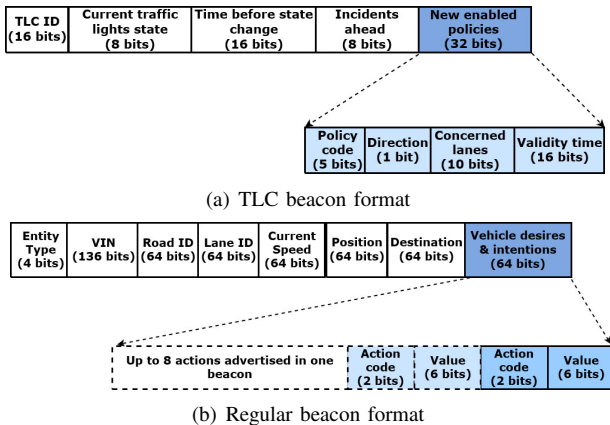 TLC ID
(16 bits)
Current traffic
lights state
(8 bits)
Time before state
change
(16 bits)
Incidents
ahead
(8 bits)
New enabled
policies
(32 bits)
Policy
code
(5 bits)
Direction
(1 bit)
Concerned
lanes
(10 bits)
Validity time
(16 bits)
(a) TLC beacon format
Entity
Type
(4 bits)
VIN
(136 bits)
Road ID
(64 bits)
Lane ID
(64 bits)
Current
Speed
(64 bits)
Position
(64 bits)
Destination
(64 bits)
Vehicle desires
& intentions
(64 bits)
Up to 8 actions advertised in one
beacon
Action
code
(2 bits)
Value
(6 bits)
Action
code
(2 bits)
Value
(6 bits)
(b) Regular beacon format